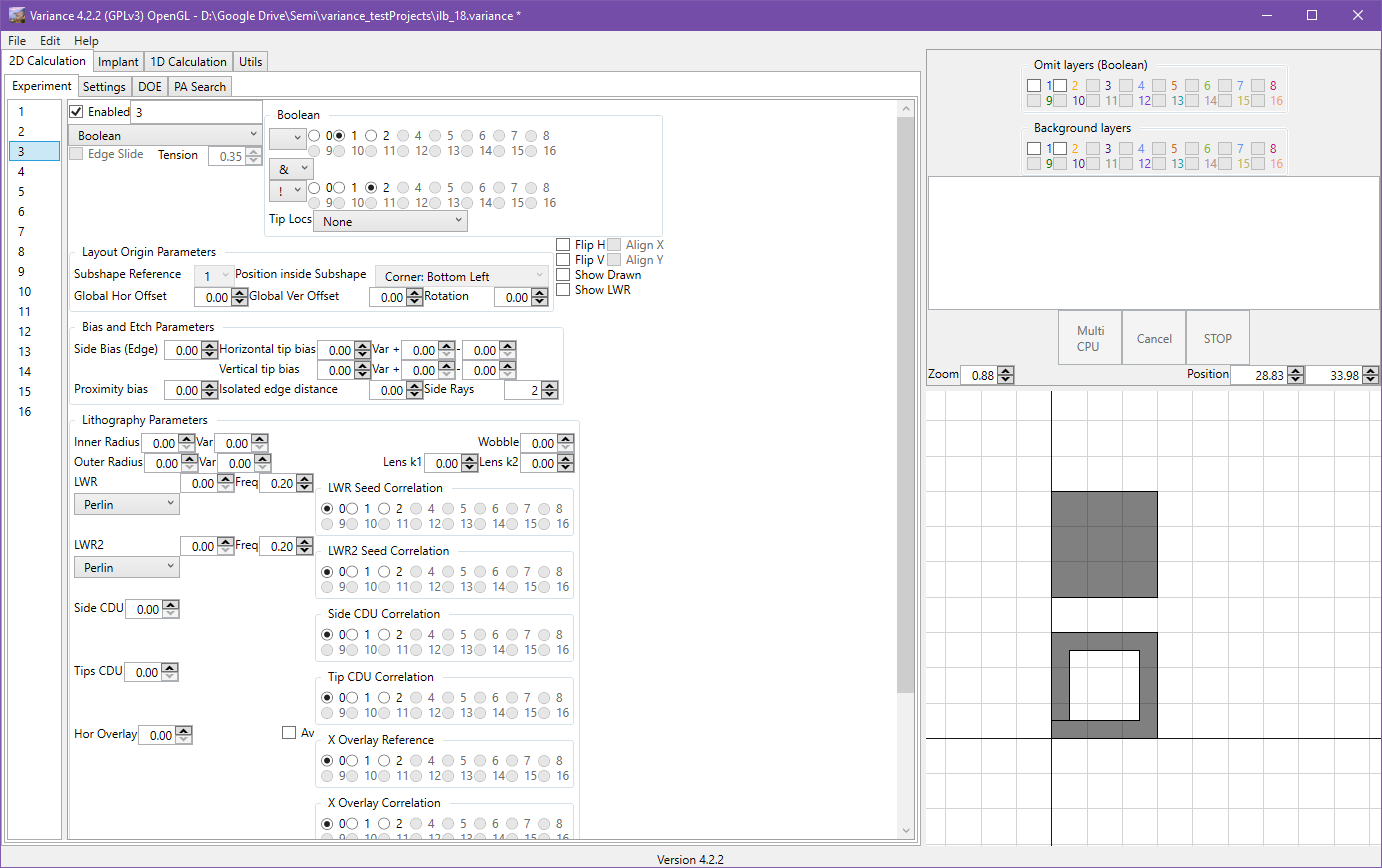 Variance 4.2.2 (GPLv3) OpenGL - D:\Google Drive\Semi\variance_testProjects\ilb_18.variance *
File Edit Help
2D Calculation Implant 1D Calculation Utils
Experiment Settings DOE PA Search
1
2
3
4
5
6
7
8
9
10
11
12
13
14
15
16
Enabled 3
Boolean
Edge Slide Tension 0.35
Boolean
0 1 2 4 5 6 7 8
9 10 11 12 13 14 15 16
&
! 0 1 2 4 5 6 7 8
9 10 11 12 13 14 15 16
Tip Locs None
Layout Origin Parameters
Subshape Reference 1 Position inside Subshape Corner: Bottom Left
Global Hor Offset 0.00 Global Ver Offset 0.00 Rotation 0.00
Flip H Align X
Flip V Align Y
Show Drawn
Show LWR
Bias and Etch Parameters
Side Bias (Edge) 0.00 Horizontal tip bias 0.00 Var + 0.00 - 0.00
Vertical tip bias 0.00 Var + 0.00 - 0.00
Proximity bias 0.00 Isolated edge distance 0.00 Side Rays 2
Lithography Parameters
Inner Radius 0.00 Var 0.00 Wobble 0.00
Outer Radius 0.00 Var 0.00 Lens k1 0.00 Lens k2 0.00
LWR 0.00 Freq 0.20
Perlin
LWR Seed Correlation
0 1 2 4 5 6 7 8
9 10 11 12 13 14 15 16
LWR2 0.00 Freq 0.20
Perlin
LWR2 Seed Correlation
0 1 2 4 5 6 7 8
9 10 11 12 13 14 15 16
Side CDU 0.00
Side CDU Correlation
0 1 2 4 5 6 7 8
9 10 11 12 13 14 15 16
Tips CDU 0.00
Tip CDU Correlation
0 1 2 4 5 6 7 8
9 10 11 12 13 14 15 16
Hor Overlay 0.00 Av
X Overlay Reference
0 1 2 4 5 6 7 8
9 10 11 12 13 14 15 16
X Overlay Correlation
0 1 2 4 5 6 7 8
9 10 11 12 13 14 15 16
Omit layers (Boolean)
1 2 3 4 5 6 7 8
9 10 11 12 13 14 15 16
Background layers
1 2 3 4 5 6 7 8
9 10 11 12 13 14 15 16
Multi
CPU
Cancel
STOP
Zoom 0.88 Position 28.83 33.98
Version 4.2.2